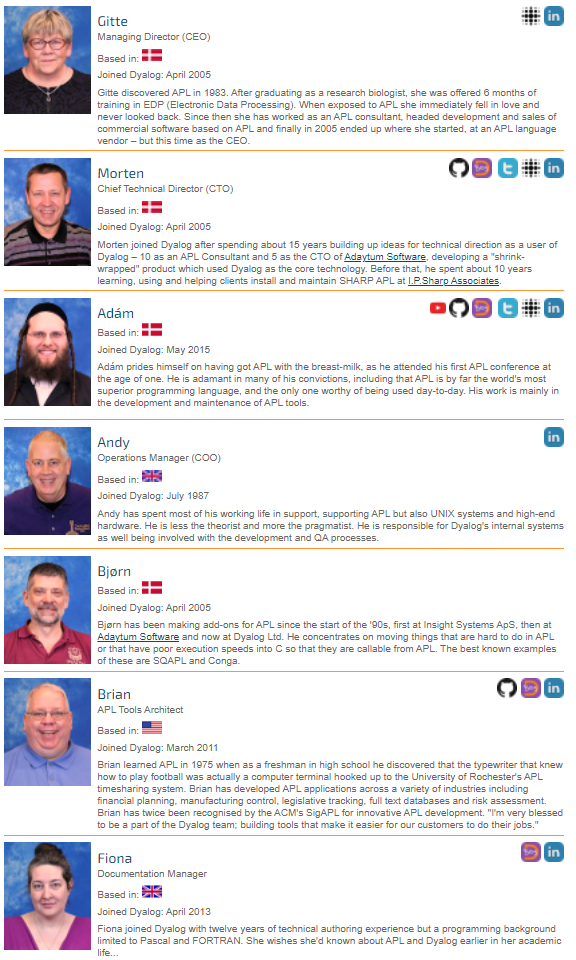 Gitte
Managing Director (CEO)
Based in:
Joined Dyalog: April 2005
Gitte discovered APL in 1983. After graduating as a research biologist, she was offered 6 months of
training in EDP (Electronic Data Processing). When exposed to APL she immediately fell in love and
never looked back. Since then she has worked as an APL consultant, headed development and sales of
commercial software based on APL and finally in 2005 ended up where she started, at an APL language
vendor – but this time as the CEO.
Morten
Chief Technical Director (CTO)
Based in:
Joined Dyalog: April 2005
Morten joined Dyalog after spending about 15 years building up ideas for technical direction as a user of
Dyalog – 10 as an APL Consultant and 5 as the CTO of Adaytum Software, developing a "shrink-
wrapped" product which used Dyalog as the core technology. Before that, he spent about 10 years
learning, using and helping clients install and maintain SHARP APL at I.P.Sharp Associates.
Adám
Based in:
Joined Dyalog: May 2015
Adám prides himself on having got APL with the breast-milk, as he attended his first APL conference at
the age of one. He is adamant in many of his convictions, including that APL is by far the world's most
superior programming language, and the only one worthy of being used day-to-day. His work is mainly in
the development and maintenance of APL tools.
Andy
Operations Manager (COO)
Based in:
Joined Dyalog: July 1987
Andy has spent most of his working life in support, supporting APL but also UNIX systems and high-end
hardware. He is less the theorist and more the pragmatist. He is responsible for Dyalog's internal systems
as well being involved with the development and QA processes.
Bjørn
Based in:
Joined Dyalog: April 2005
Bjørn has been making add-ons for APL since the start of the '90s, first at Insight Systems ApS, then at
Adaytum Software and now at Dyalog Ltd. He concentrates on moving things that are hard to do in APL
or that have poor execution speeds into C so that they are callable from APL. The best known examples
of these are SQAPL and Conga.
Brian
APL Tools Architect
Based in:
Joined Dyalog: March 2011
Brian learned APL in 1975 when as a freshman in high school he discovered that the typewriter that knew
how to play football was actually a computer terminal hooked up to the University of Rochester's APL
timesharing system. Brian has developed APL applications across a variety of industries including
financial planning, manufacturing control, legislative tracking, full text databases and risk assessment.
Brian has twice been recognised by the ACM's SigAPL for innovative APL development. "I'm very blessed
to be a part of the Dyalog team; building tools that make it easier for our customers to do their jobs."
Fiona
Documentation Manager
Based in:
Joined Dyalog: April 2013
Fiona joined Dyalog with twelve years of technical authoring experience but a programming background
limited to Pascal and FORTRAN. She wishes she'd known about APL and Dyalog earlier in her academic
life...